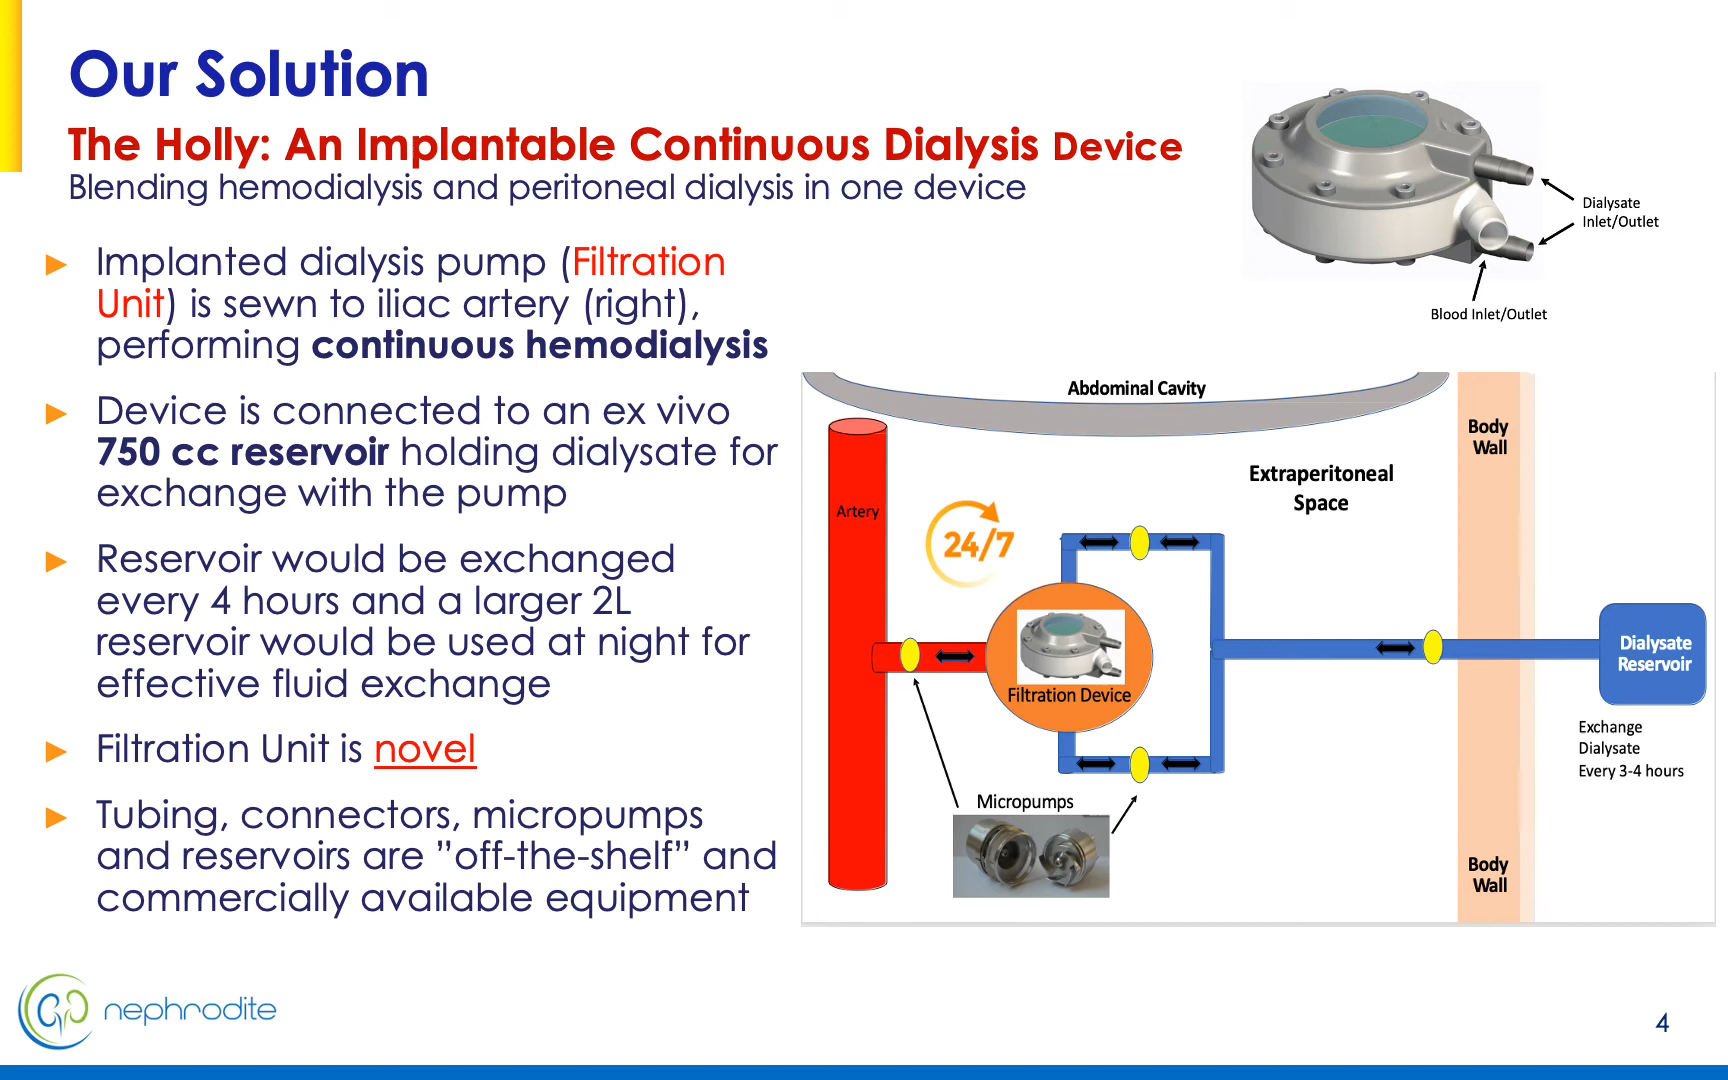 Our Solution
The Holly: An Implantable Continuous Dialysis Device
Blending hemodialysis and peritoneal dialysis in one device
Implanted dialysis pump (Filtration
Unit) is sewn to iliac artery (right),
performing continuous hemodialysis
Device is connected to an ex vivo
750 cc reservoir holding dialysate for
exchange with the pump
Reservoir would be exchanged
every 4 hours and a larger 2L
reservoir would be used at night for
effective fluid exchange
Filtration Unit is novel
Tubing, connectors, micropumps
and reservoirs are ”off-the-shelf” and
commercially available equipment
Dialysate
Inlet/Outlet
Blood Inlet/Outlet
Abdominal Cavity
Body
Wall
Extraperitoneal
Space
Artery
24/7
Filtration Device
Dialysate
Reservoir
Exchange
Dialysate
Every 3-4 hours
Micropumps
Body
Wall
nephrodite
4